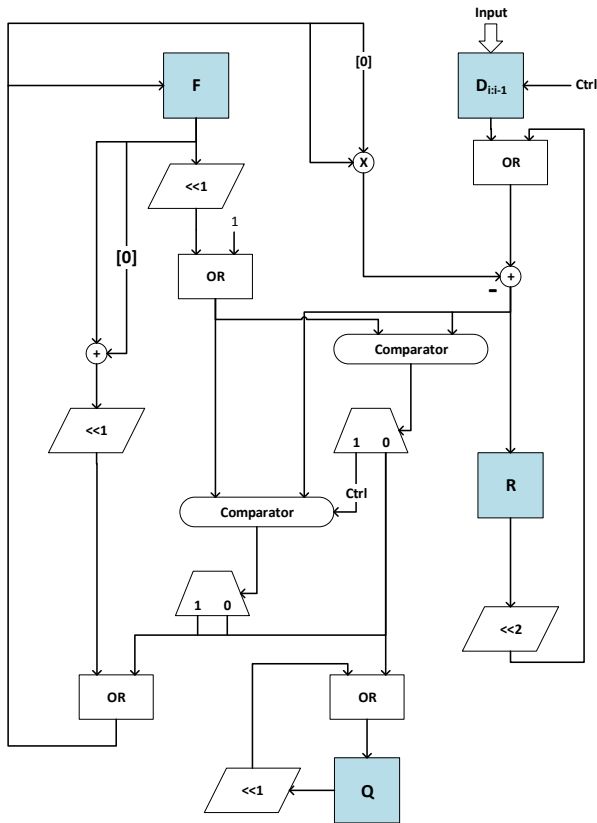 Input
[0]
F
D i:i-1
Ctrl
<<1
X
OR
1
[0]
OR
+
-
+
Comparator
<<1
1 0
Ctrl
R
Comparator
1 0
<<2
OR
OR
<<1
Q